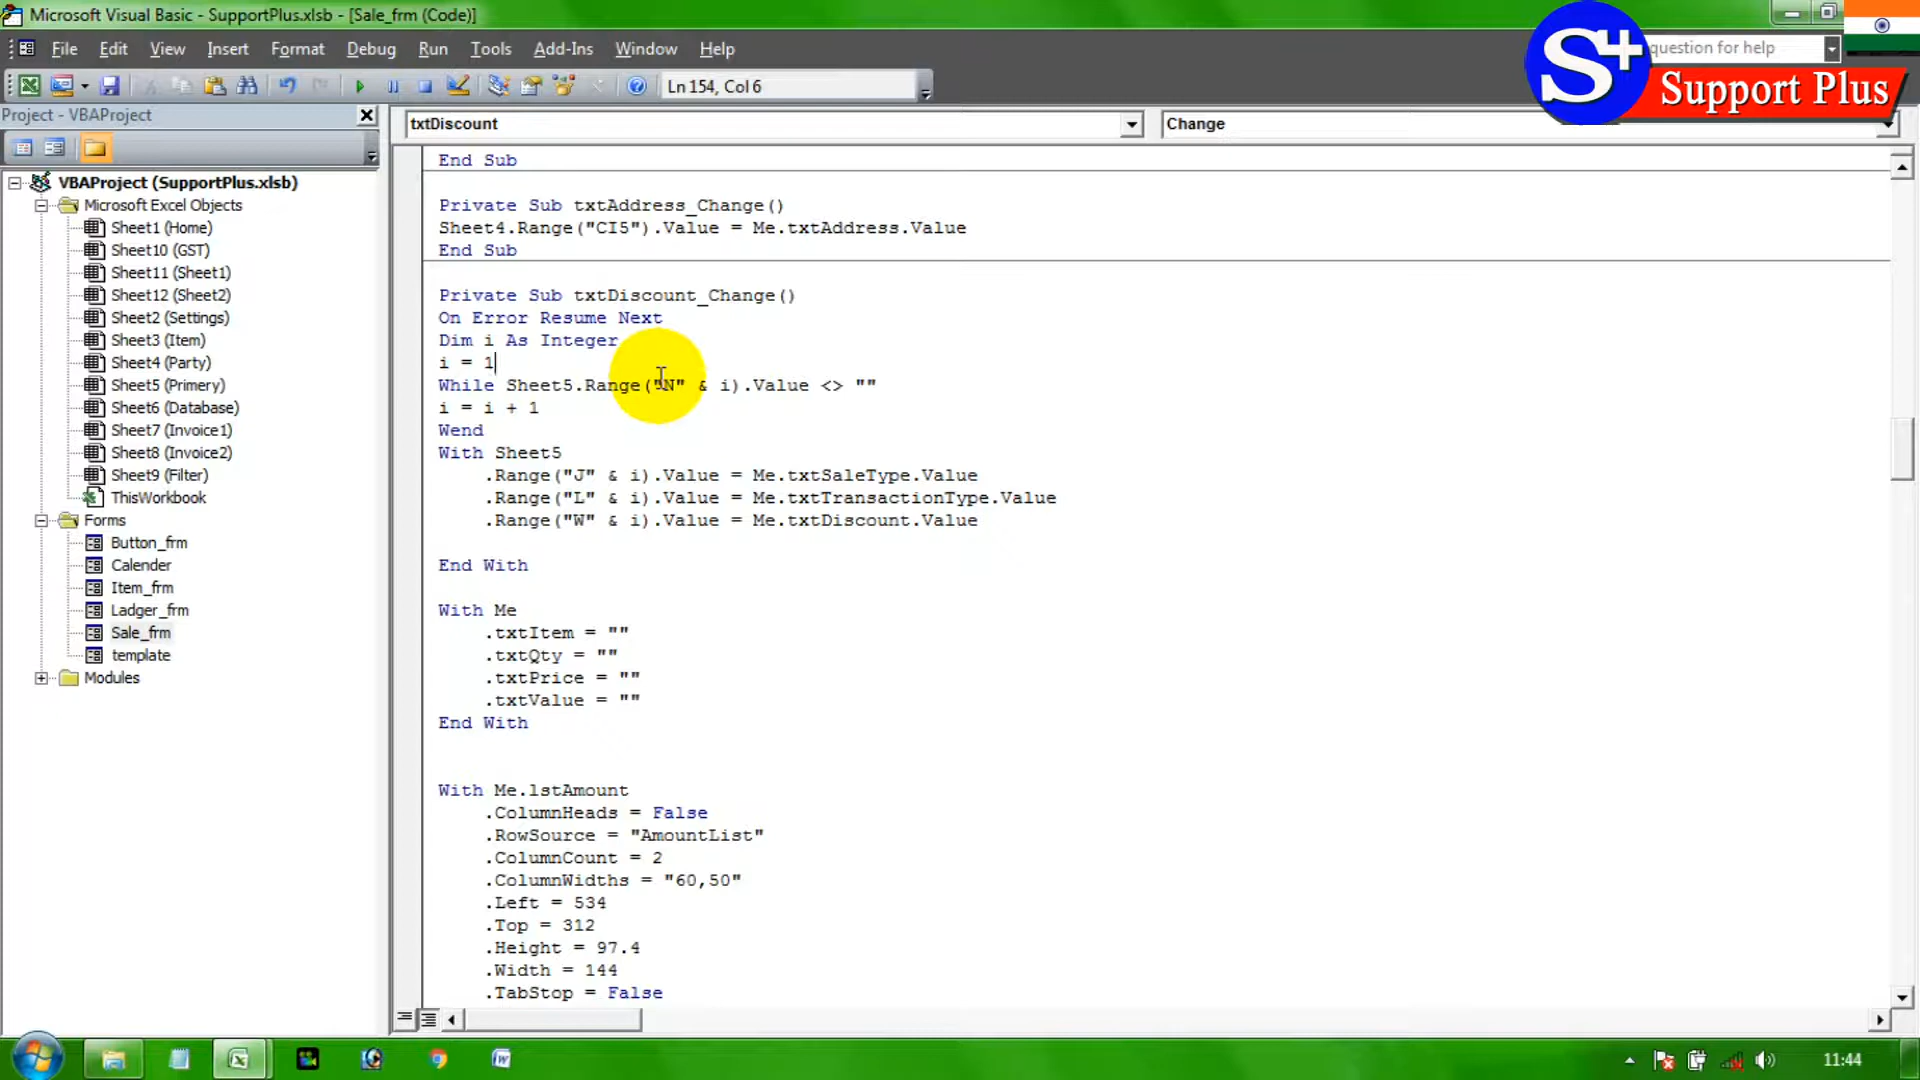 Microsoft Visual Basic - SupportPlus.xlsb - [Sale_frm (Code)]
File Edit View Insert Format Debug Run Tools Add-Ins Window Help
question for help
S+
Support Plus
Ln 154, Col 6
Project - VBAProject
txtDiscount
Change
VBAProject (SupportPlus.xlsb)
Microsoft Excel Objects
Sheet1 (Home)
Sheet10 (GST)
Sheet11 (Sheet1)
Sheet12 (Sheet2)
Sheet2 (Settings)
Sheet3 (Item)
Sheet4 (Party)
Sheet5 (Primery)
Sheet6 (Database)
Sheet7 (Invoice1)
Sheet8 (Invoice2)
Sheet9 (Filter)
ThisWorkbook
Forms
Button_frm
Calender
Item_frm
Ladger_frm
Sale_frm
template
Modules
End Sub
Private Sub txtAddress_Change()
Sheet4.Range("CI5").Value = Me.txtAddress.Value
End Sub
Private Sub txtDiscount_Change()
On Error Resume Next
Dim i As Integer
i = 1
While Sheet5.Range("N" & i).Value <> ""
i = i + 1
Wend
With Sheet5
.Range("J" & i).Value = Me.txtSaleType.Value
.Range("L" & i).Value = Me.txtTransactionType.Value
.Range("W" & i).Value = Me.txtDiscount.Value
End With
With Me
.txtItem = ""
.txtQty = ""
.txtPrice = ""
.txtValue = ""
End With
With Me.lstAmount
.ColumnHeads = False
.RowSource = "AmountList"
.ColumnCount = 2
.ColumnWidths = "60,50"
.Left = 534
.Top = 312
.Height = 97.4
.Width = 144
.TabStop = False
11:44